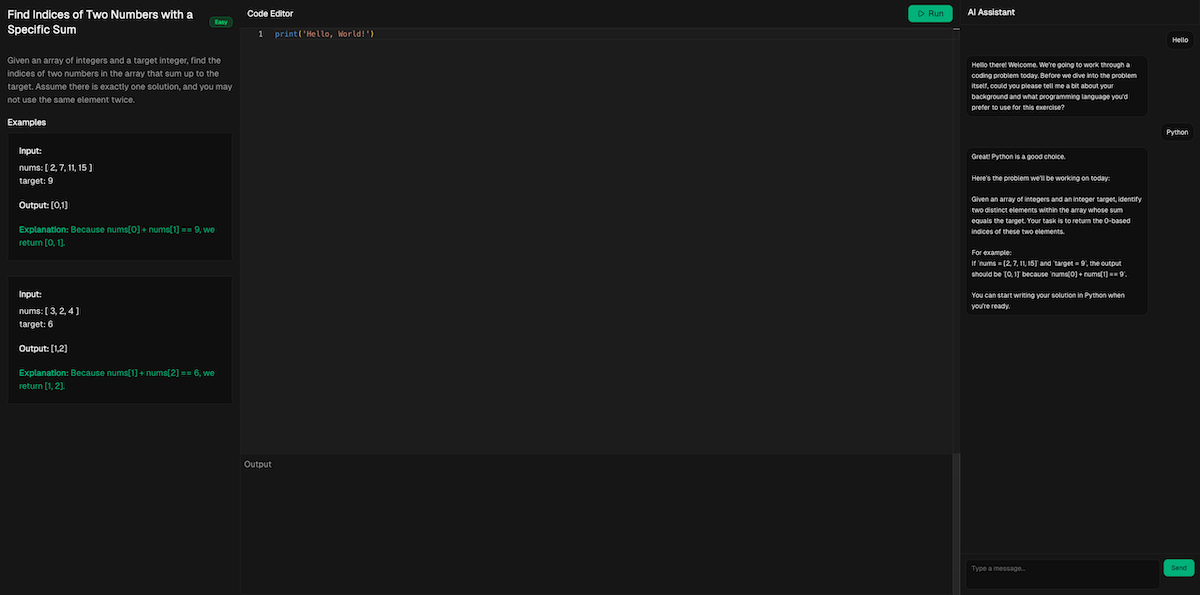 Find Indices of Two Numbers with a
Specific Sum
Easy
Given an array of integers and a target integer, find the
indices of two numbers in the array that sum up to the
target. Assume there is exactly one solution, and you may
not use the same element twice.
Examples
Input:
nums: [ 2, 7, 11, 15 ]
target: 9
Output: [0,1]
Explanation: Because nums[0] + nums[1] == 9, we
return [0, 1].
Input:
nums: [ 3, 2, 4 ]
target: 6
Output: [1,2]
Explanation: Because nums[1] + nums[2] == 6, we
return [1, 2].
Code Editor
Run
1 print('Hello, World!')
Output
AI Assistant
Hello
Hello there! Welcome. We're going to work through a
coding problem today. Before we dive into the problem
itself, could you please tell me a bit about your
background and what programming language you'd
prefer to use for this exercise?
Python
Great! Python is a good choice.
Here's the problem we'll be working on today:
Given an array of integers and an integer target, identify
two distinct elements within the array whose sum
equals the target. Your task is to return the 0-based
indices of these two elements.
For example:
If `nums = [2, 7, 11, 15]` and `target = 9`, the output
should be `[0, 1]` because `nums[0] + nums[1] == 9`.
You can start writing your solution in Python when
you're ready.
Type a message...
Send